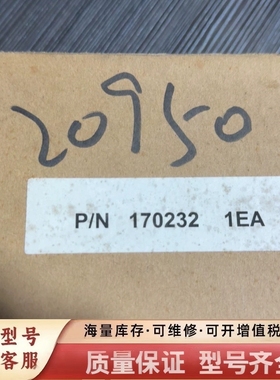 20950
P/N 170232 1EA
型号
客服
海量库存·可维修·可开增值税
质量保证 型号齐全